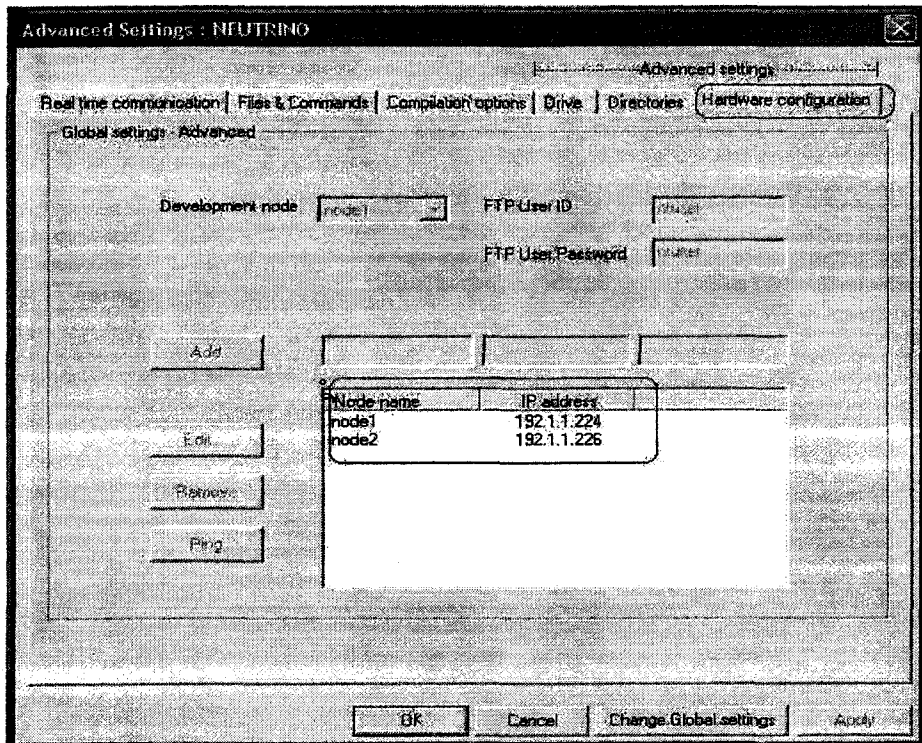 Advanced Settings : NEUTRINO
Advanced settings
Real time communication Files & Commands Compilation options Drive Directories Hardware configuration
Global settings - Advanced
Development node node1 FTP User ID
FTP User Password
Add
Node name IP address
node1 192.1.1.224
node2 192.1.1.226
Edit
Remove
Ping
OK Cancel Change Global settings Apply